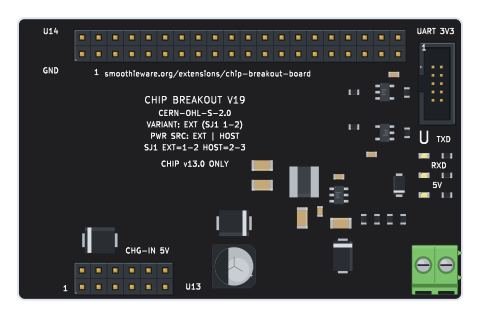 U14
UART 3V3
1
GND
1 smoothieware.org/extensions/chip-breakout-board
CHIP BREAKOUT V19
CERN-OHL-S-2.0
VARIANT: EXT (SJ1 1-2)
PWR SRC: EXT | HOST
SJ1 EXT=1-2 HOST=2-3
CHIP v13.0 ONLY
U TXD
RXD
5V
CHG-IN 5V
1
U13